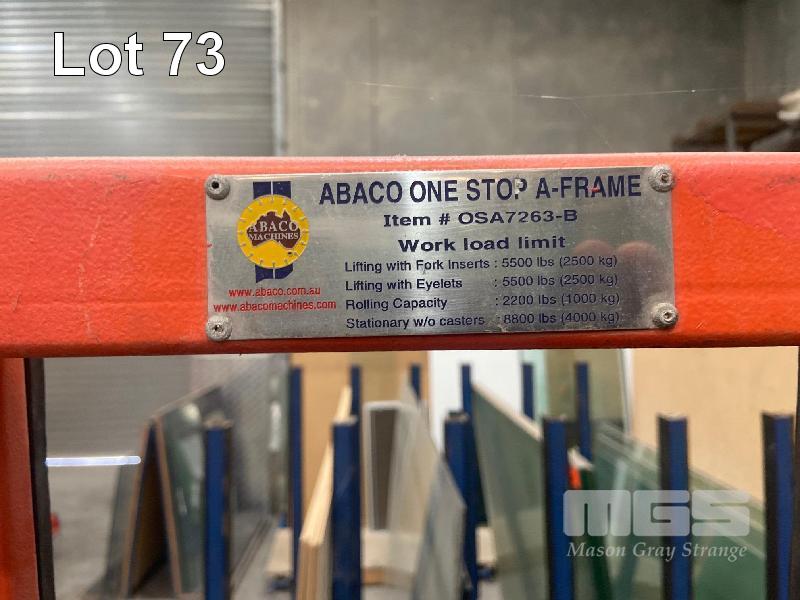 Lot 73
ABACO ONE STOP A-FRAME
Item # OSA7263-B
Work load limit
Lifting with Fork Inserts : 5500 lbs (2500 kg)
Lifting with Eyelets : 5500 lbs (2500 kg)
Rolling Capacity : 2200 lbs (1000 kg)
Stationary w/o casters : 8800 lbs (4000 kg)
ABACO
MACHINES
www.abaco.com.au
www.abacomachines.com
MGS
Mason Gray Strange